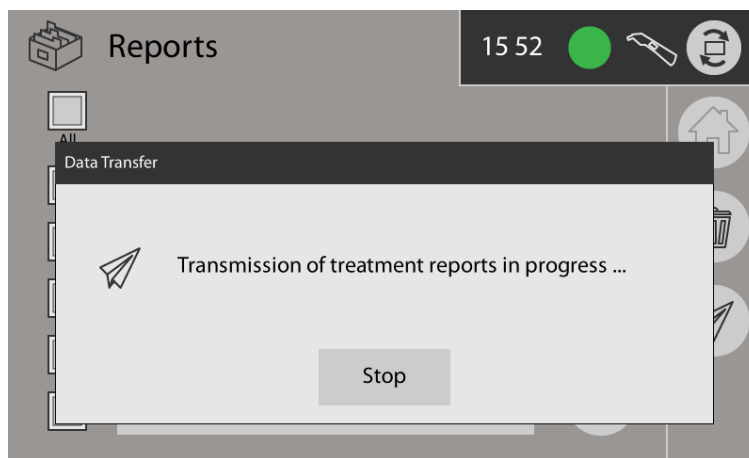 Reports
15 52
All
Data Transfer
Transmission of treatment reports in progress ...
Stop